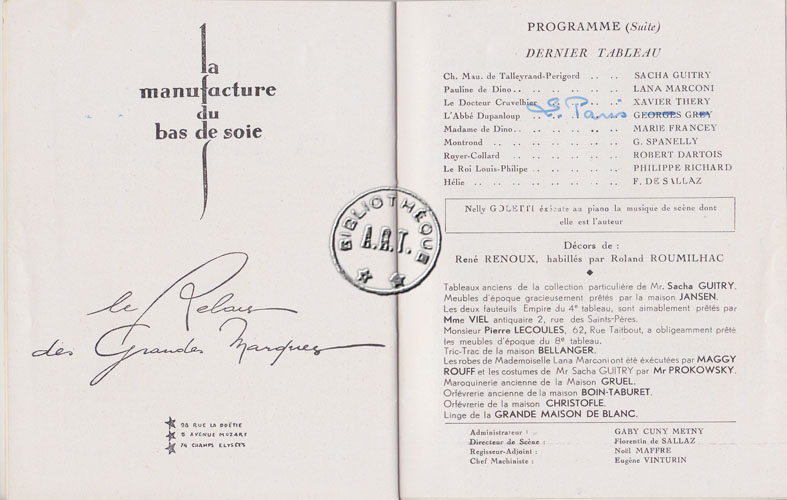 la
manufacture
du
bas de soie
le Relais
des Grandes Marques
98 RUE LA BOËTIE
5 AVENUE MOZART
74 CHAMPS ELYSÉES
BIBLIOTHÈQUE
A.R.T.
PROGRAMME (Suite)
DERNIER TABLEAU
Ch. Mau. de Talleyrand-Perigord .. .. SACHA GUITRY
Pauline de Dino .. .. .. .. .. .. LANA MARCONI
Le Docteur Cruvelhier .. .. .. XAVIER THERY
L'Abbé Dupanloup .. GEORGES GREY
Madame de Dino .. .. .. .. .. MARIE FRANCEY
Montrond .. .. .. .. .. .. .. G. SPANELLY
Royer-Collard .. .. .. .. .. .. ROBERT DARTOIS
Le Roi Louis-Philipe .. .. .. .. .. PHILIPPE RICHARD
Hélie .. .. .. .. .. .. .. .. F. DE SALLAZ
Nelly GOLETTI éxécute au piano la musique de scène dont
elle est l'auteur
Décors de :
René RENOUX, habillés par Roland ROUMILHAC
Tableaux anciens de la collection particulière de Mr. Sacha GUITRY.
Meubles d'époque gracieusement prêtés par la maison JANSEN.
Les deux fauteuils Empire du 4e tableau, sont aimablement prêtés par
Mme VIEL antiquaire 2, rue des Saints-Pères.
Monsieur Pierre LECOULES, 62, Rue Taitbout, a obligeamment prêté
les meubles d'époque du 8e tableau.
Tric-Trac de la maison BELLANGER.
Les robes de Mademoiselle Lana Marconi ont été éxécutées par MAGGY
ROUFF et les costumes de Mr Sacha GUITRY par Mr PROKOWSKY.
Maroquinerie ancienne de la Maison GRUEL.
Orfévrerie ancienne de la maison BOIN-TABURET.
Orfévrerie de la maison CHRISTOFLE.
Linge de la GRANDE MAISON DE BLANC.
Administrateur : GABY CUNY METNY
Directeur de Scène : Florentin de SALLAZ
Regisseur-Adjoint : Noël MAFFRE
Chef Machiniste : Eugène VINTURIN